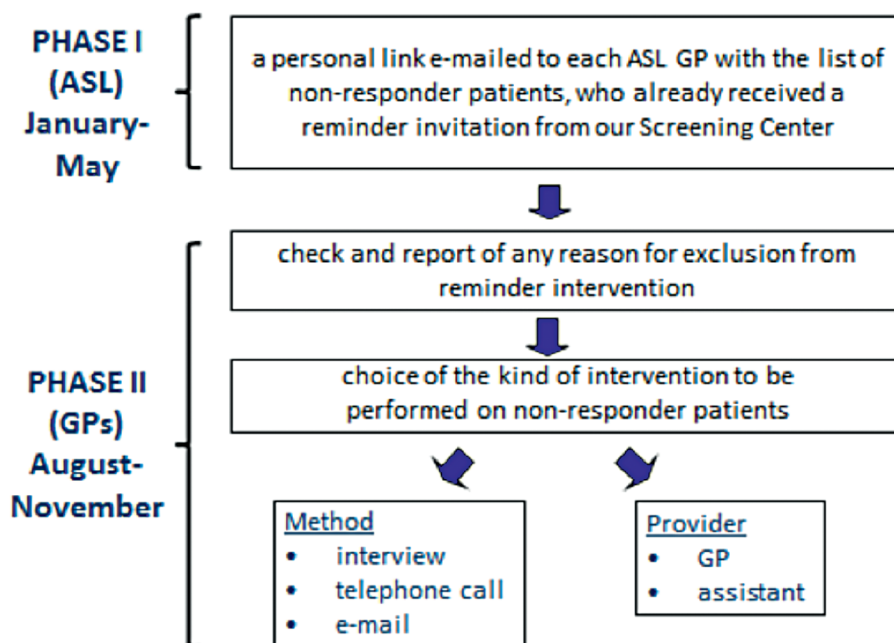 PHASE I
(ASL)
January-
May
a personal link e-mailed to each ASL GP with the list of
non-responder patients, who already received a
reminder invitation from our Screening Center
PHASE II
(GPs)
August-
November
check and report of any reason for exclusion from
reminder intervention
choice of the kind of intervention to be
performed on non-responder patients
Method
• interview
• telephone call
• e-mail
Provider
• GP
• assistant